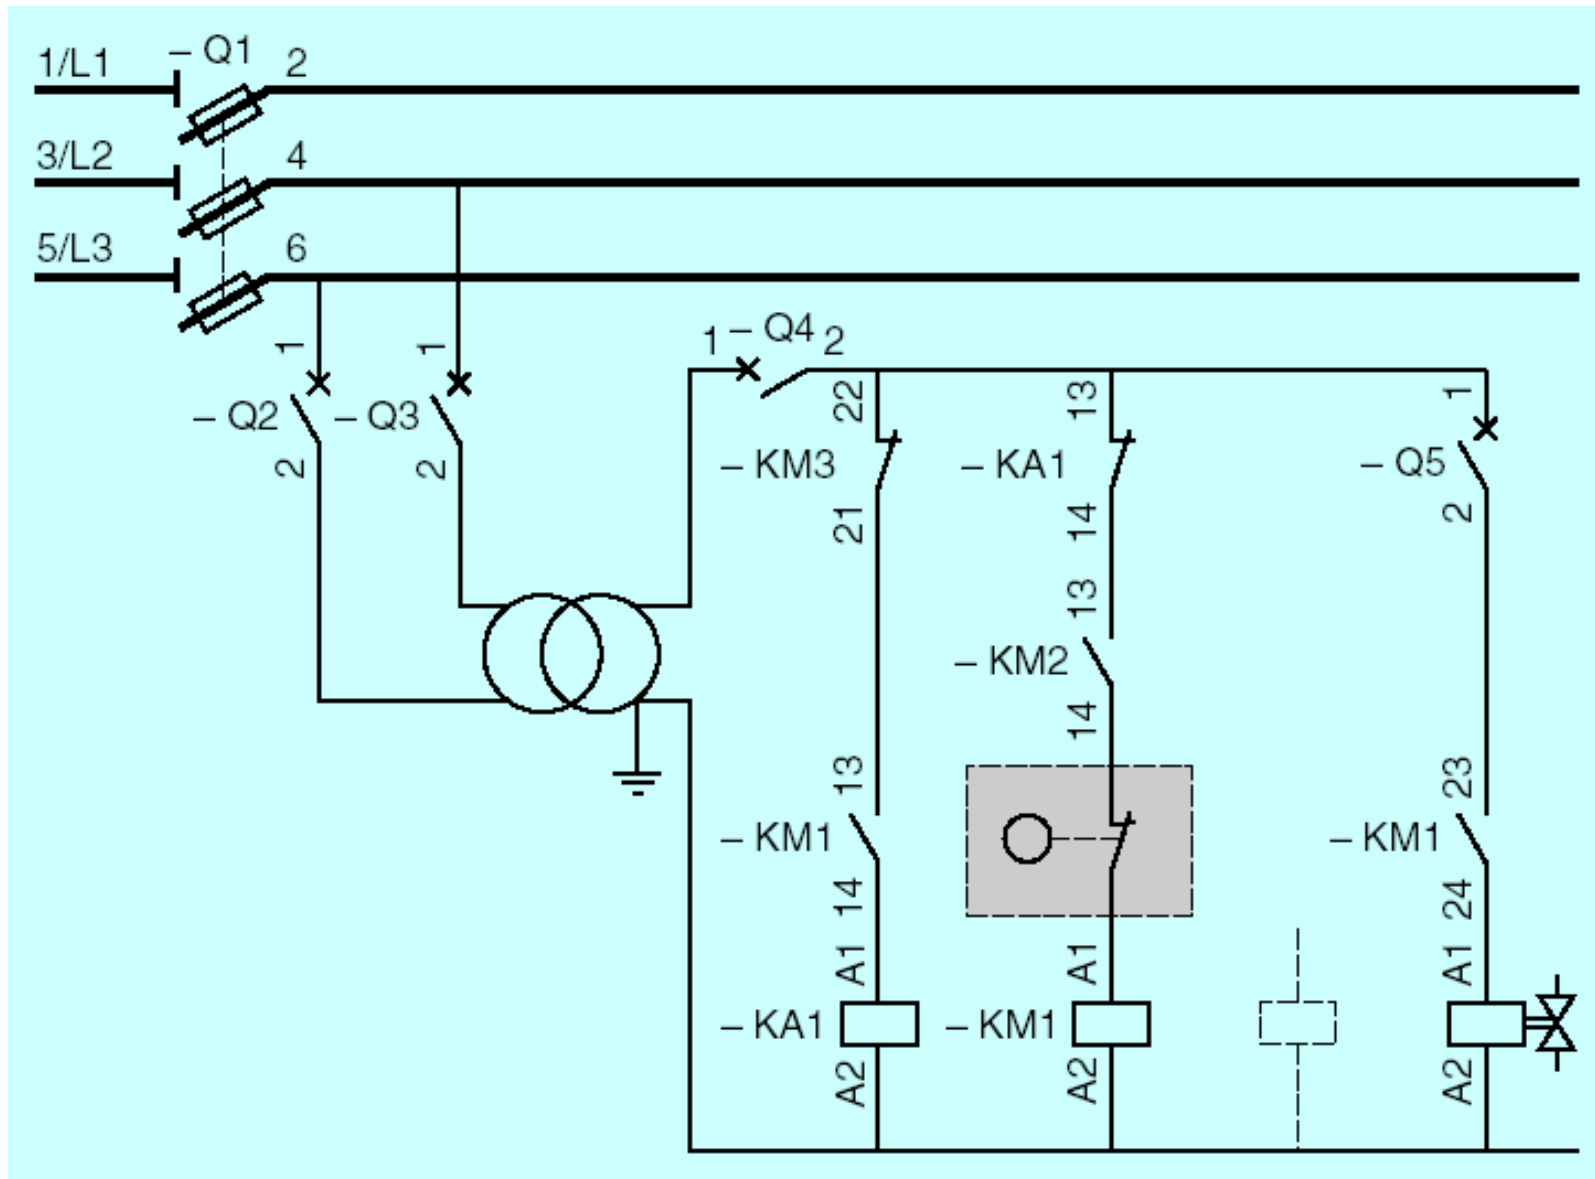 – Q1
1/L1 2
3/L2 4
5/L3 6
1 1 1 – Q4 2
22 13 1
– Q2 – Q3
2 2
– KM3 – KA1 – Q5
21 14 2
13
– KM2
14
13 23
– KM1 – KM1
14 24
A1 A1 A1
– KA1 – KM1
A2 A2 A2